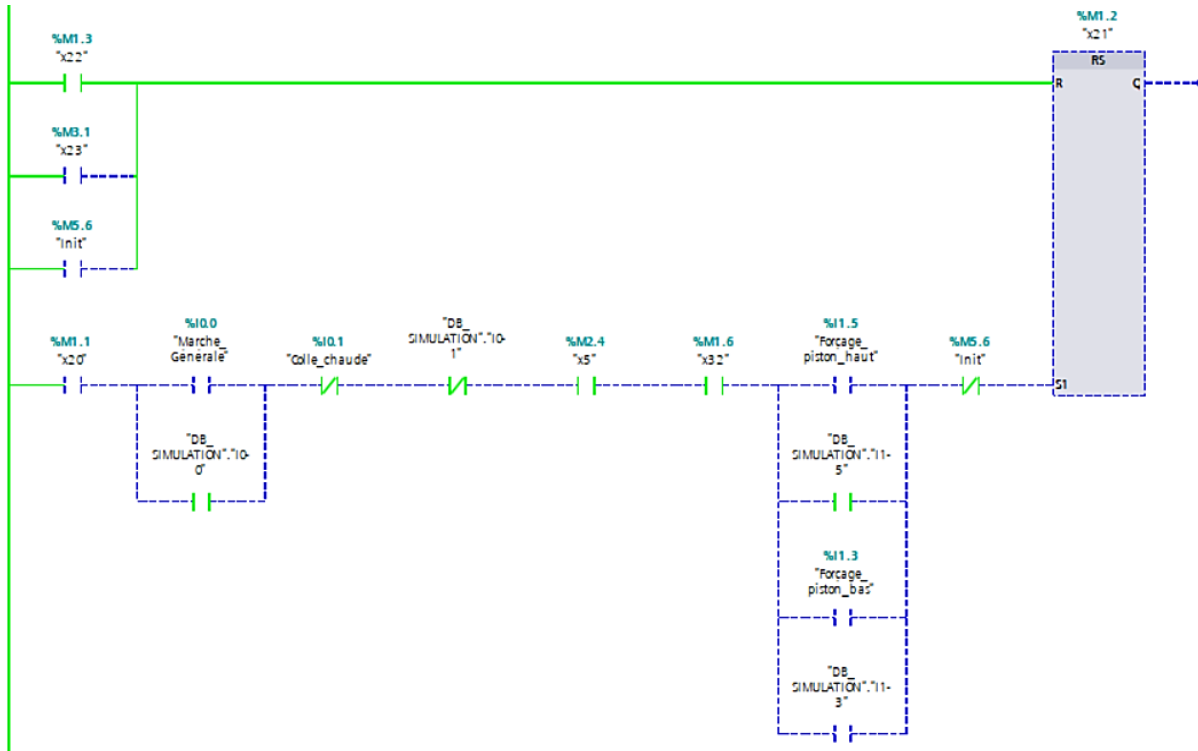 %M1.3
"x22"
%M1.2
"x21"
RS
R
Q
%M3.1
"x23"
%M5.6
"Init"
%M1.1
"x20"
%I0.0
"Marche_
Générale"
%I0.1
"Colle_chaude"
"DB_
SIMULATION"."I0-
1"
%M2.4
"x5"
%M1.6
"x32"
%I1.5
"Forçage_
piston_haut"
%M5.6
"Init"
S1
"DB_
SIMULATION"."I0-
0"
"DB_
SIMULATION"."I1-
5"
%I1.3
"Forçage_
piston_bas"
"DB_
SIMULATION"."I1-
3"